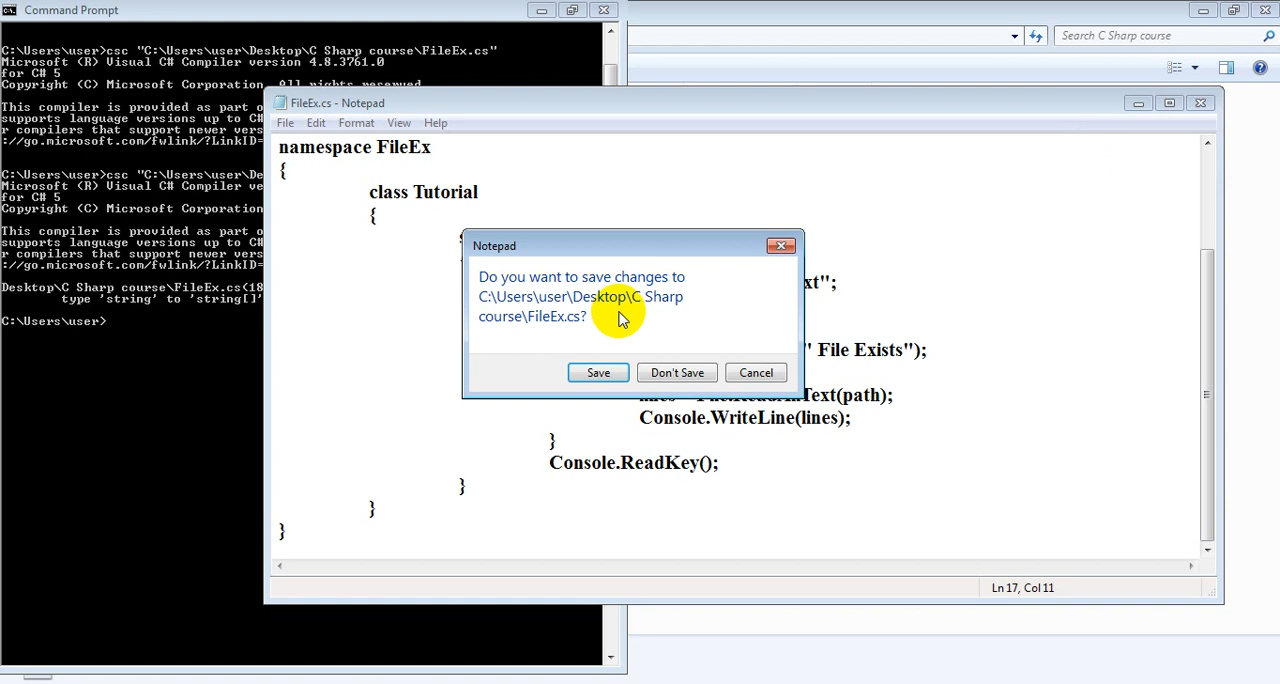 Command Prompt
C:\Users\user>csc "C:\Users\user\Desktop\C Sharp course\FileEx.cs"
Microsoft (R) Visual C# Compiler version 4.8.3761.0
for C# 5
Copyright (C) Microsoft Corporation. All rights reserved.
This compiler is provided as part o
supports language versions up to C#
r compilers that support newer vers
://go.microsoft.com/fwlink/?LinkID=
C:\Users\user>csc "C:\Users\user\De
Microsoft (R) Visual C# Compiler ve
for C# 5
Copyright (C) Microsoft Corporation
This compiler is provided as part o
supports language versions up to C#
r compilers that support newer vers
://go.microsoft.com/fwlink/?LinkID=
Desktop\C Sharp course\FileEx.cs(18
type 'string' to 'string[]'
C:\Users\user>
Search C Sharp course
FileEx.cs - Notepad
File Edit Format View Help
namespace FileEx
{
class Tutorial
{
xt";
" File Exists");
Text(path);
Console.WriteLine(lines);
}
Console.ReadKey();
}
}
}
Ln 17, Col 11
Notepad
Do you want to save changes to
C:\Users\user\Desktop\C Sharp
course\FileEx.cs?
Save Don't Save Cancel